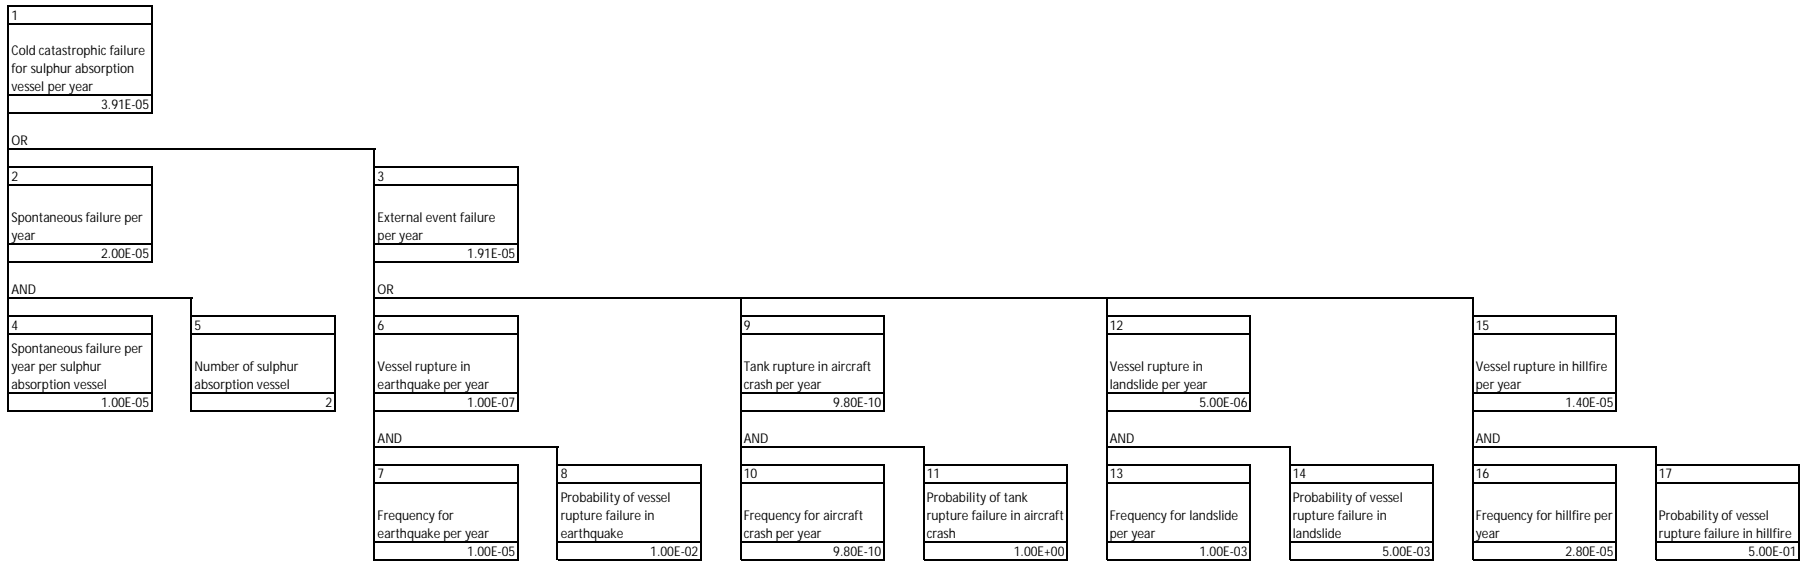 1
Cold catastrophic failure
for sulphur absorption
vessel per year
3.91E-05
OR
2
Spontaneous failure per
year
2.00E-05
3
External event failure
per year
1.91E-05
AND
4
Spontaneous failure per
year per sulphur
absorption vessel
1.00E-05
5
Number of sulphur
absorption vessel
2
OR
6
Vessel rupture in
earthquake per year
1.00E-07
9
Tank rupture in aircraft
crash per year
9.80E-10
12
Vessel rupture in
landslide per year
5.00E-06
15
Vessel rupture in hillfire
per year
1.40E-05
AND
7
Frequency for
earthquake per year
1.00E-05
8
Probability of vessel
rupture failure in
earthquake
1.00E-02
AND
10
Frequency for aircraft
crash per year
9.80E-10
11
Probability of tank
rupture failure in aircraft
crash
1.00E+00
AND
13
Frequency for landslide
per year
1.00E-03
14
Probability of vessel
rupture failure in
landslide
5.00E-03
AND
16
Frequency for hillfire per
year
2.80E-05
17
Probability of vessel
rupture failure in hillfire
5.00E-01